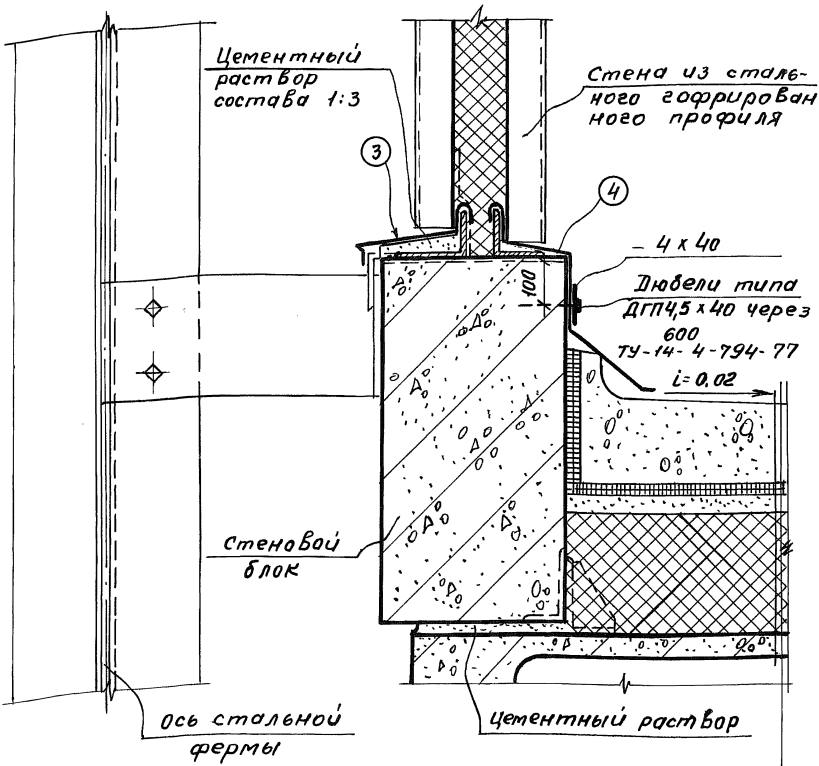 Цементный
раствор
состава 1:3
Стена из сталь-
ного гофрирован
ного профиля
3
4
– 4 × 40
Дюбели типа
ДГП4,5 × 40 через
600
ТУ-14-4-794-77
i=0,02
100
Стеновой
блок
Ось стальной
фермы
Цементный раствор